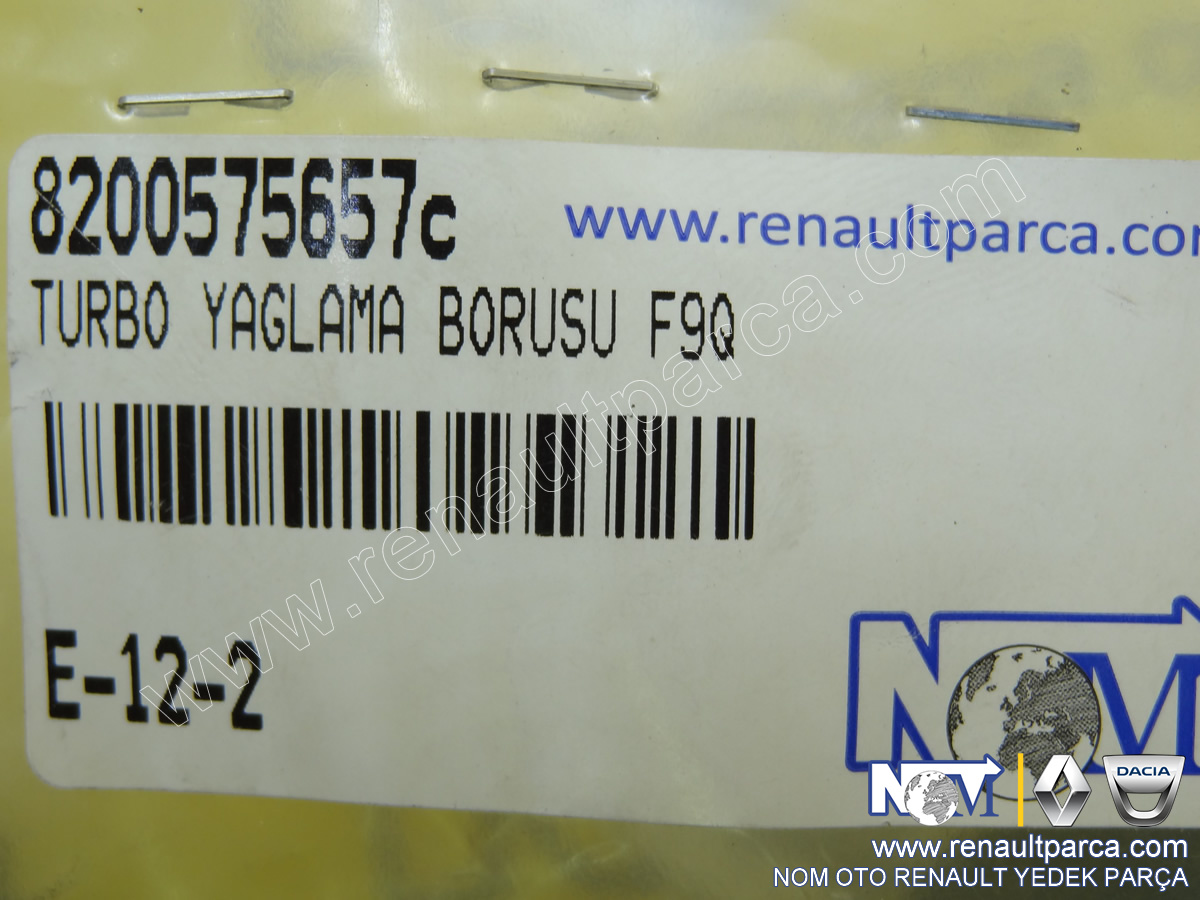 8200575657c
www.renaultparca.co
TURBO YAGLAMA BORUSU F9Q
www.renaultparca.com
E-12-2
NOM
NOM
DACIA
www.renaultparca.com
NOM OTO RENAULT YEDEK PARÇA